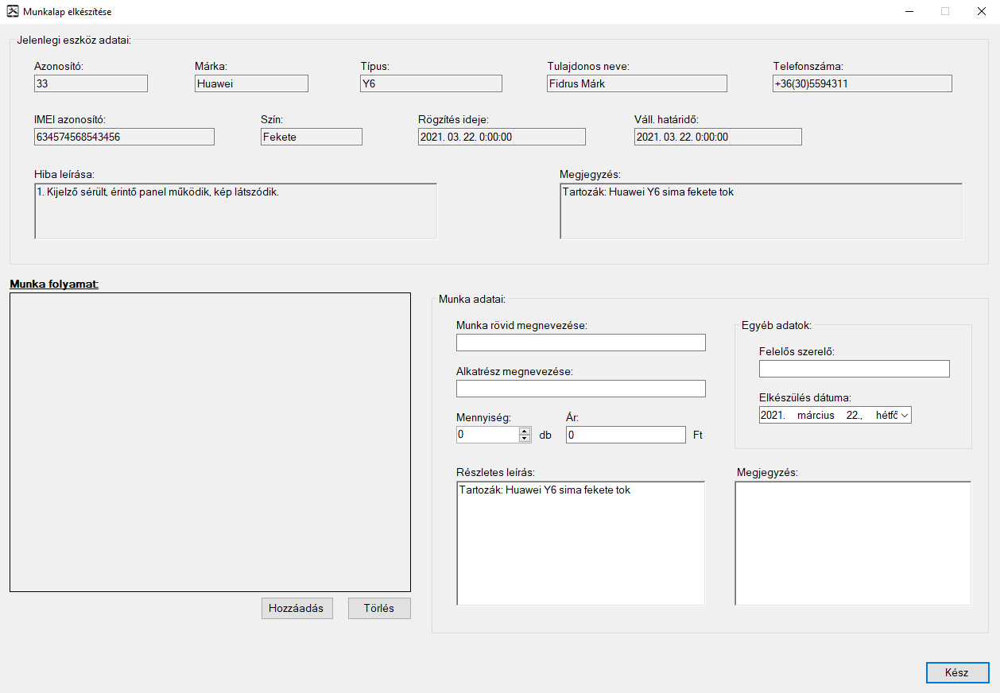 Munkalap elkészítése
Jelenlegi eszköz adatai:
Azonosító: Márka: Típus: Tulajdonos neve: Telefonszáma:
33 Huawei Y6 Fidrus Márk +36(30)5594311
IMEI azonosító: Szín: Rögzítés ideje: Váll. határidő:
634574568543456 Fekete 2021. 03. 22. 0:00:00 2021. 03. 22. 0:00:00
Hiba leírása: Megjegyzés:
1. Kijelző sérült, érintő panel működik, kép látszódik. Tartozák: Huawei Y6 sima fekete tok
Munka folyamat:
Munka adatai:
Munka rövid megnevezése:
Alkatrész megnevezése:
Mennyiség: Ár:
0 db 0 Ft
Egyéb adatok:
Felelős szerelő:
Elkészülés dátuma:
2021. március 22., hétfő
Részletes leírás: Megjegyzés:
Tartozák: Huawei Y6 sima fekete tok
Hozzáadás Törlés
Kész